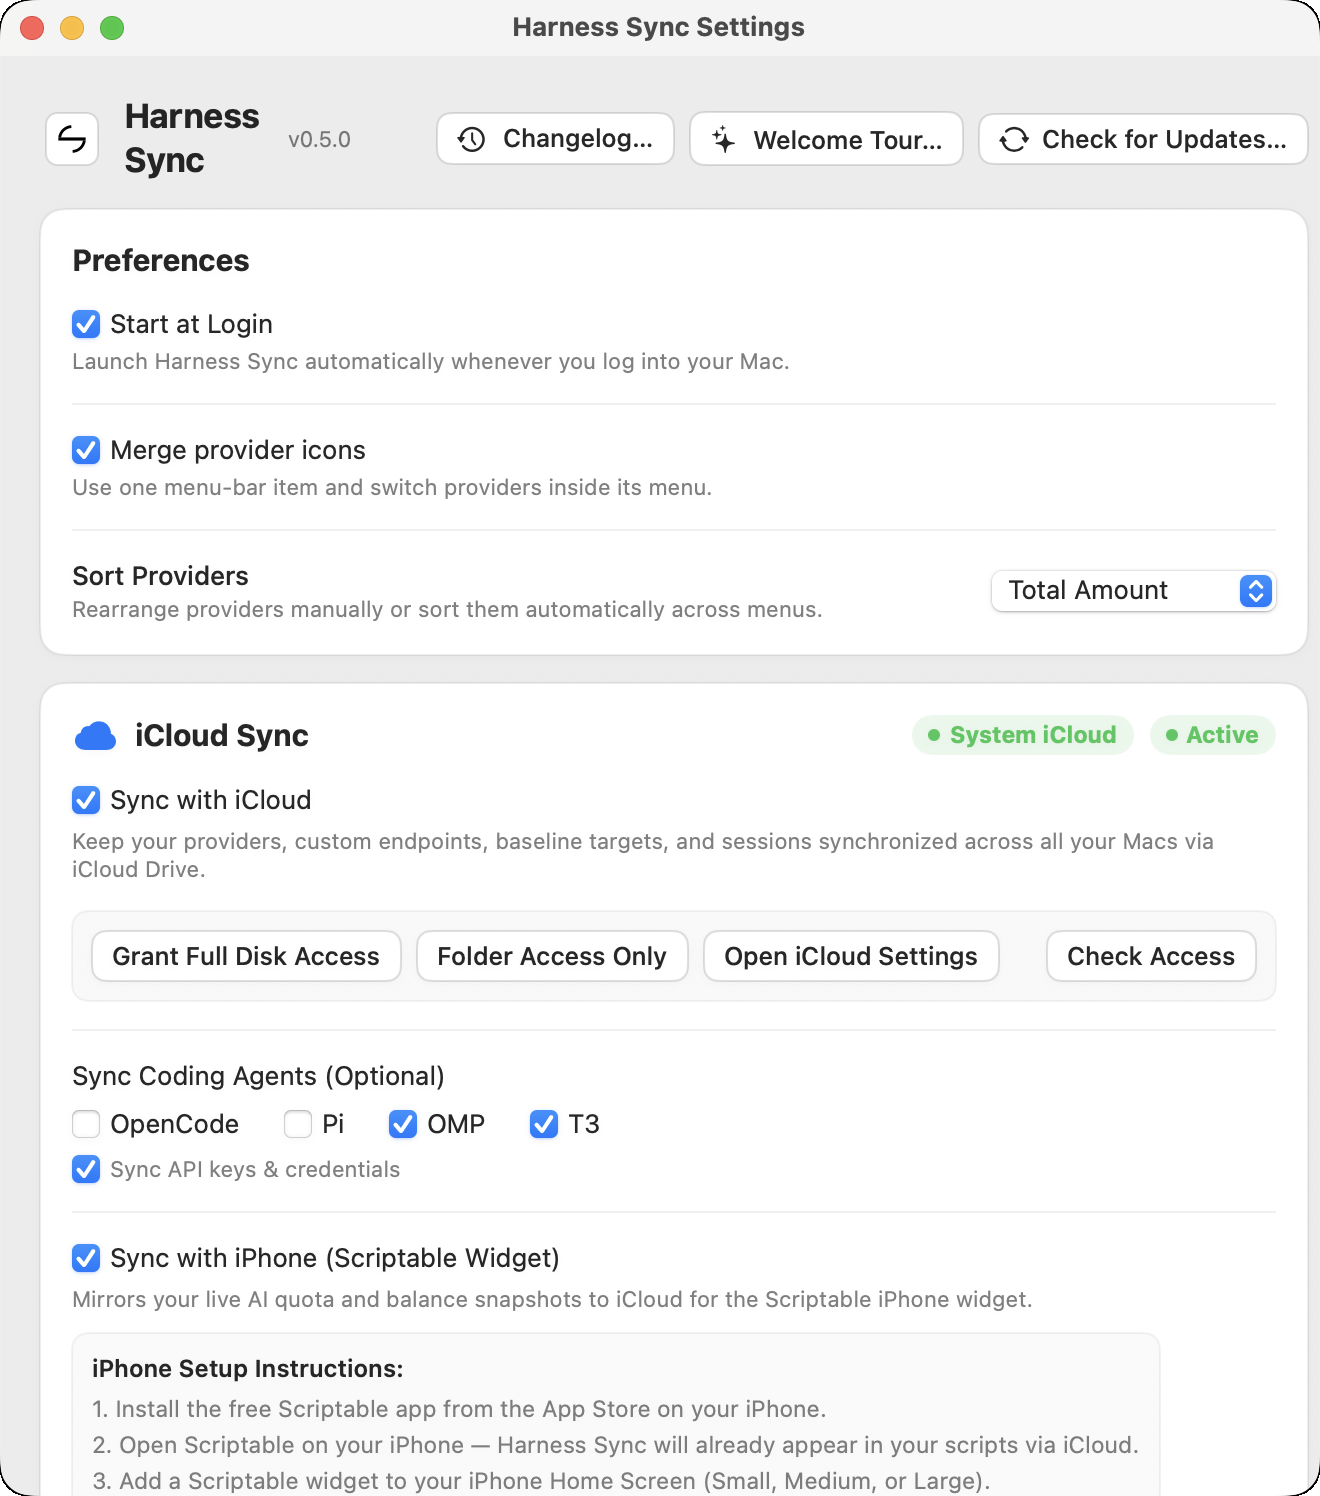 Harness Sync Settings
Harness
Sync
v0.5.0
Changelog...
Welcome Tour...
Check for Updates...
Preferences
Start at Login
Launch Harness Sync automatically whenever you log into your Mac.
Merge provider icons
Use one menu-bar item and switch providers inside its menu.
Sort Providers
Rearrange providers manually or sort them automatically across menus.
Total Amount
iCloud Sync
System iCloud
Active
Sync with iCloud
Keep your providers, custom endpoints, baseline targets, and sessions synchronized across all your Macs via
iCloud Drive.
Grant Full Disk Access
Folder Access Only
Open iCloud Settings
Check Access
Sync Coding Agents (Optional)
OpenCode
Pi
OMP
T3
Sync API keys & credentials
Sync with iPhone (Scriptable Widget)
Mirrors your live AI quota and balance snapshots to iCloud for the Scriptable iPhone widget.
iPhone Setup Instructions:
1. Install the free Scriptable app from the App Store on your iPhone.
2. Open Scriptable on your iPhone — Harness Sync will already appear in your scripts via iCloud.
3. Add a Scriptable widget to your iPhone Home Screen (Small, Medium, or Large).